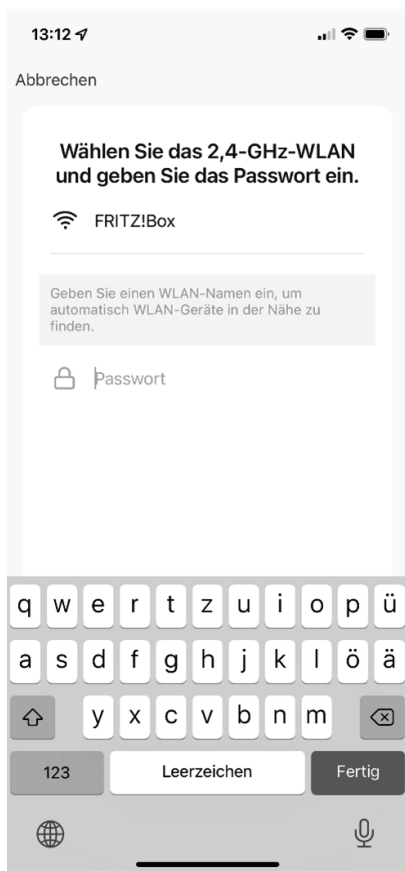 13:12
Abbrechen
Wählen Sie das 2,4-GHz-WLAN
und geben Sie das Passwort ein.
FRITZ!Box
Geben Sie einen WLAN-Namen ein, um
automatisch WLAN-Geräte in der Nähe zu
finden.
Passwort
q w e r t z u i o p ü
a s d f g h j k l ö ä
y x c v b n m
123 Leerzeichen Fertig